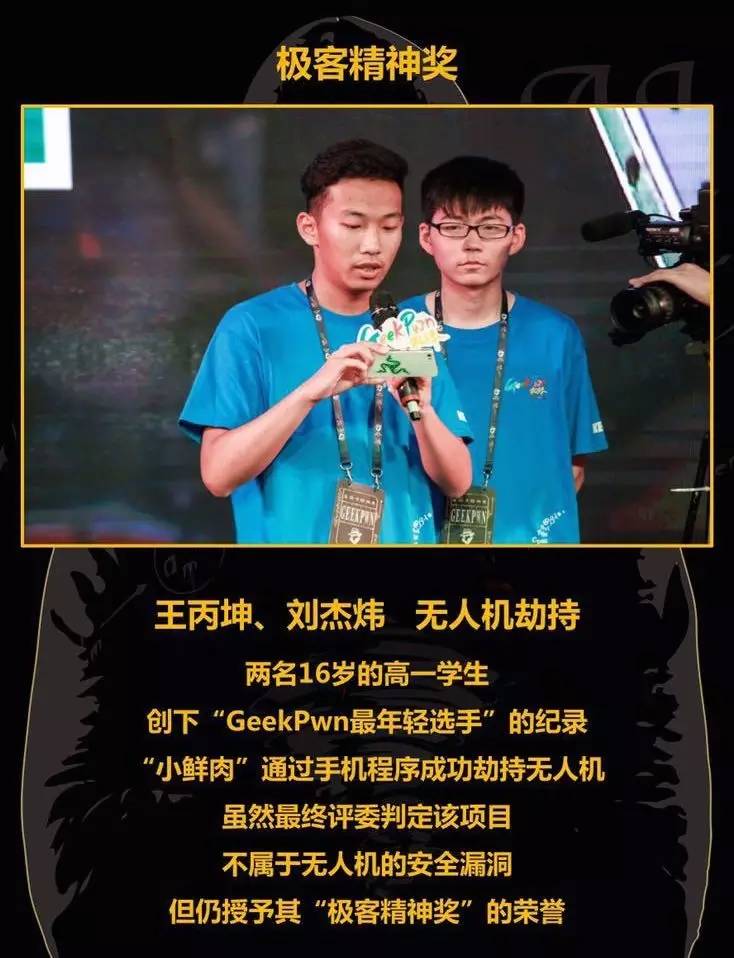 极客精神奖
GeekPwn
GEEKPWN
GEEKPWN
王丙坤、刘杰炜 无人机劫持
两名16岁的高一学生
创下“GeekPwn最年轻选手”的纪录
“小鲜肉”通过手机程序成功劫持无人机
虽然最终评委判定该项目
不属于无人机的安全漏洞
但仍授予其“极客精神奖”的荣誉